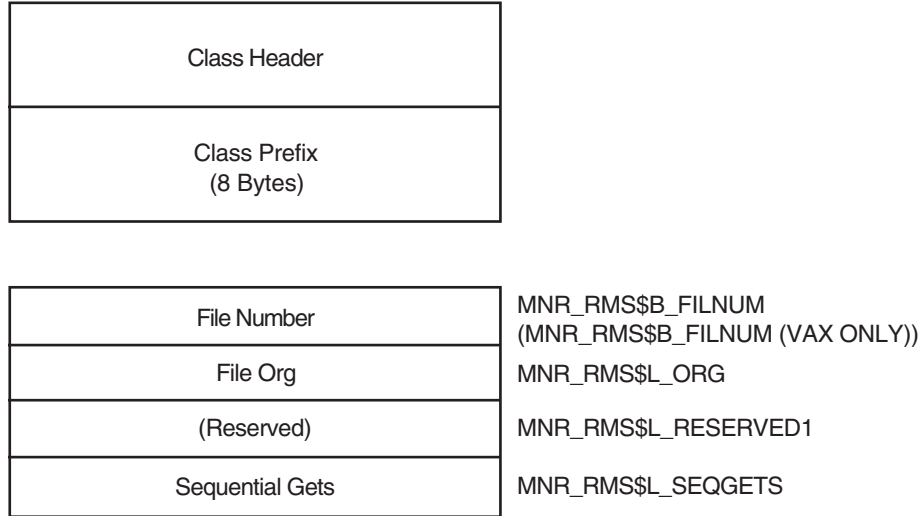 Class Header
Class Prefix
(8 Bytes)
File Number
MNR_RMS$B_FILNUM
(MNR_RMS$B_FILNUM (VAX ONLY))
File Org
MNR_RMS$L_ORG
(Reserved)
MNR_RMS$L_RESERVED1
Sequential Gets
MNR_RMS$L_SEQGETS